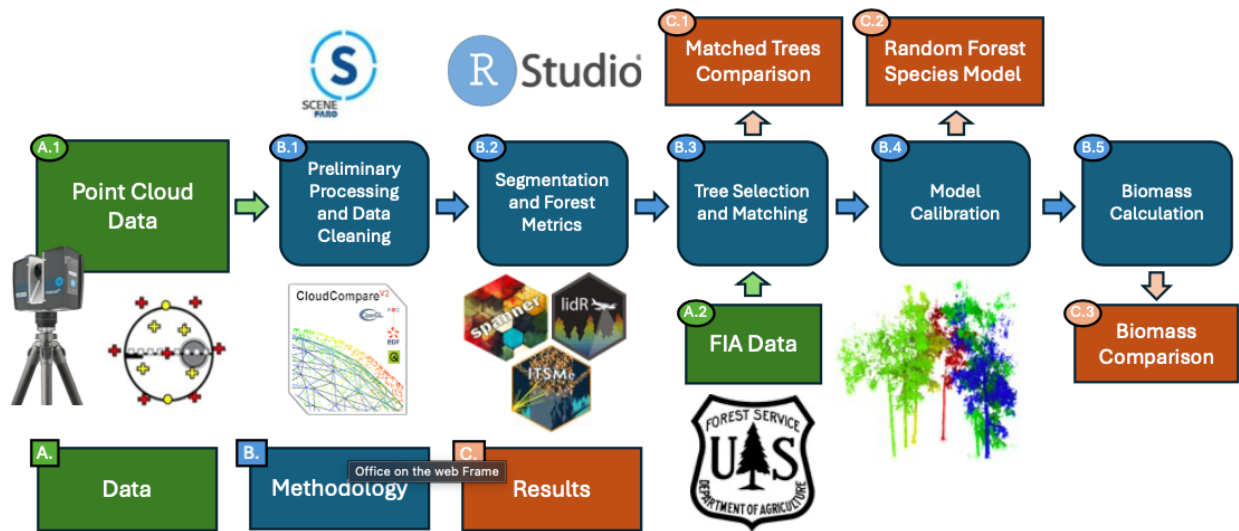 C.1
Matched Trees
Comparison
C.2
Random Forest
Species Model
S
SCENE
FARO
R Studio®
A.1
Point Cloud
Data
B.1
Preliminary
Processing
and Data
Cleaning
B.2
Segmentation
and Forest
Metrics
B.3
Tree Selection
and Matching
B.4
Model
Calibration
B.5
Biomass
Calculation
CloudCompare V2
OpenGL
EDF
spanner
lidR
ITSMe
A.2
FIA Data
C.3
Biomass
Comparison
FOREST SERVICE
U S
DEPARTMENT OF AGRICULTURE
A.
Data
B.
Methodology
Office on the web Frame
C.
Results